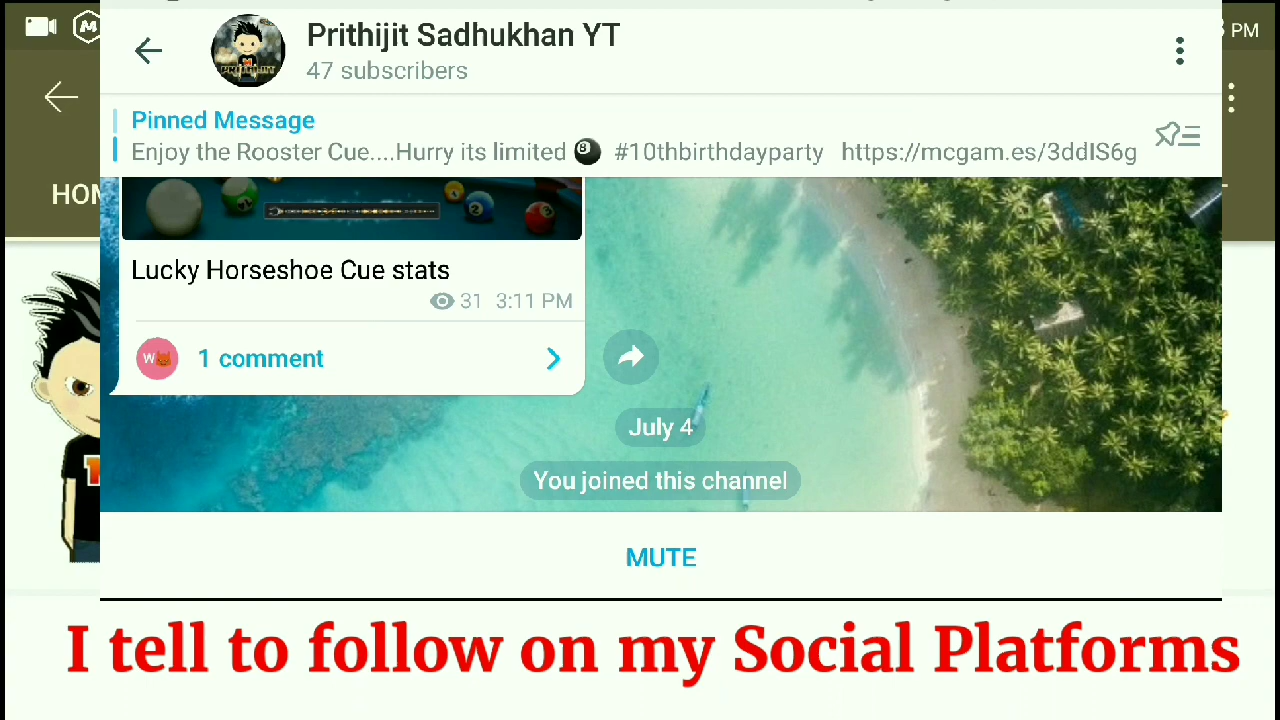 PM
Prithijit Sadhukhan YT
47 subscribers
Pinned Message
Enjoy the Rooster Cue....Hurry its limited 🎱 #10thbirthdayparty https://mcgam.es/3ddIS6g
HOM
Lucky Horseshoe Cue stats
31 3:11 PM
W
1 comment
July 4
You joined this channel
MUTE
I tell to follow on my Social Platforms